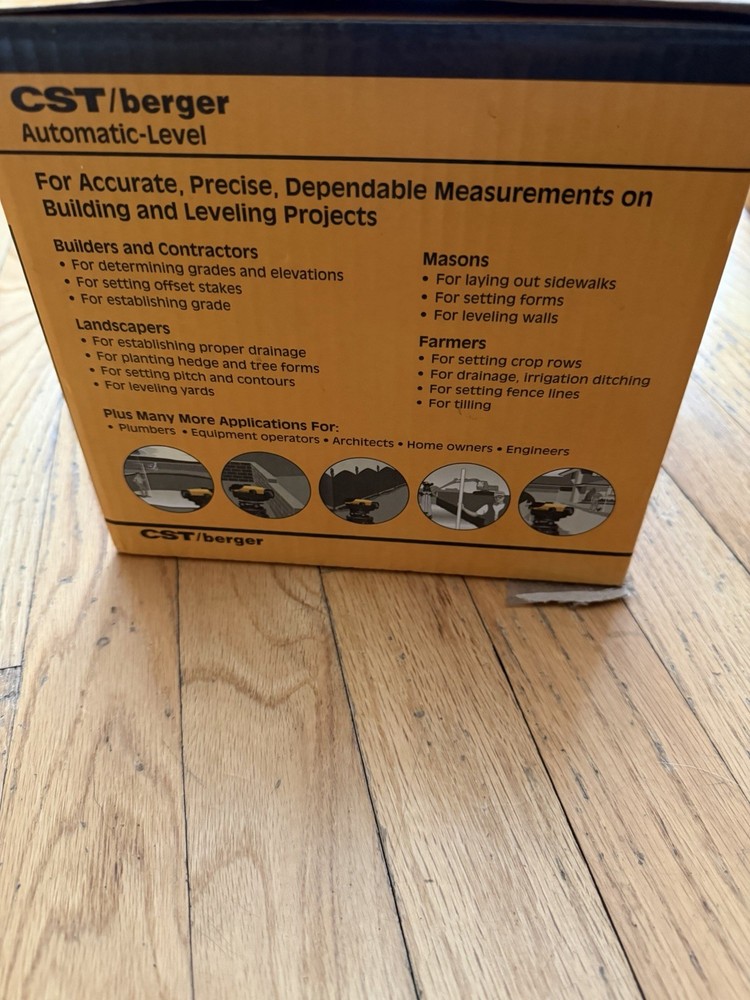 CST/berger
Automatic-Level
For Accurate, Precise, Dependable Measurements on
Building and Leveling Projects
Builders and Contractors
• For determining grades and elevations
• For setting offset stakes
• For establishing grade
Landscapers
• For establishing proper drainage
• For planting hedge and tree forms
• For setting pitch and contours
• For leveling yards
Masons
• For laying out sidewalks
• For setting forms
• For leveling walls
Farmers
• For setting crop rows
• For drainage, irrigation ditching
• For setting fence lines
• For tilling
Plus Many More Applications For:
• Plumbers • Equipment operators • Architects • Home owners • Engineers
CST/berger